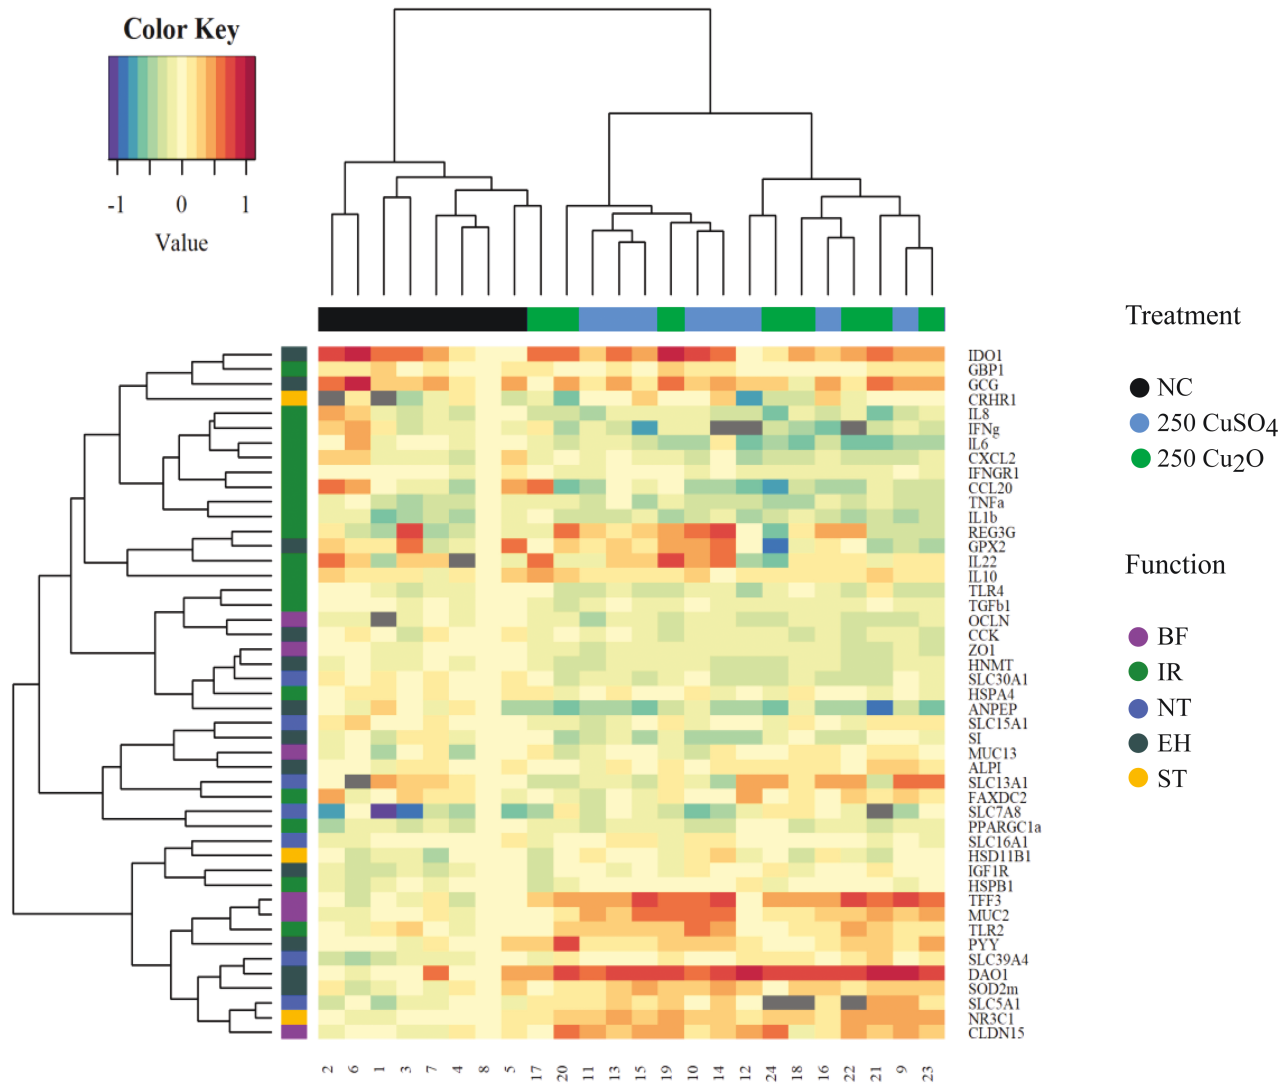 Color Key
-1 0 1
Value
Treatment
NC
250 CuSO4
250 Cu2O
Function
BF
IR
NT
EH
ST
IDO1
GBP1
GCG
CRHR1
IL8
IFNg
IL6
CXCL2
IFNGR1
CCL20
TNFa
IL1b
REG3G
GPX2
IL22
IL10
TLR4
TGFb1
OCLN
CCK
ZO1
HNMT
SLC30A1
HSPA4
ANPEP
SLC15A1
SI
MUC13
ALPI
SLC13A1
FAXDC2
SLC7A8
PPARGC1a
SLC16A1
HSD11B1
IGF1R
HSPB1
TFF3
MUC2
TLR2
PYY
SLC39A4
DAO1
SOD2m
SLC5A1
NR3C1
CLDN15
2 6 1 3 7 4 8 5 17 20 11 13 15 19 10 14 12 24 18 16 22 21 9 23